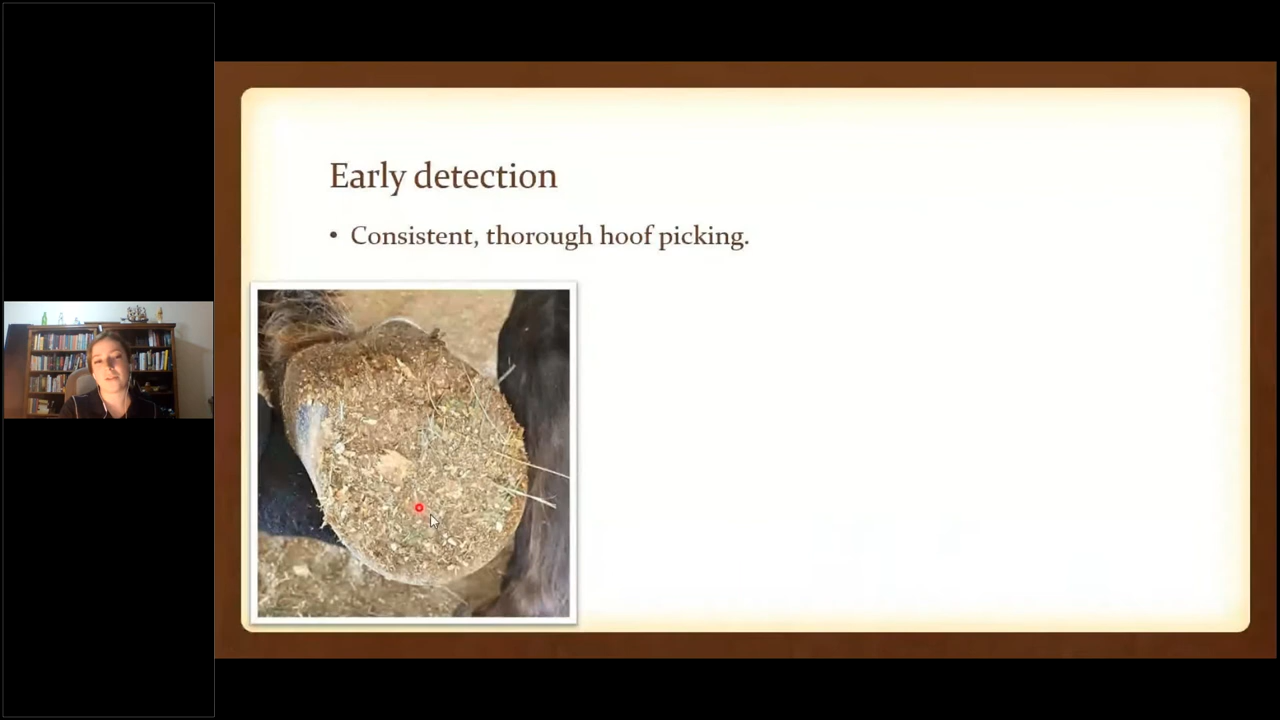 Early detection
• Consistent, thorough hoof picking.